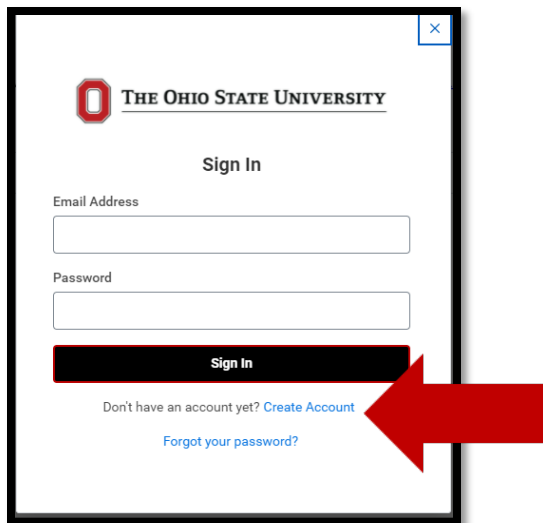 ×
THE OHIO STATE UNIVERSITY
Sign In
Email Address
Password
Sign In
Don't have an account yet? Create Account
Forgot your password?